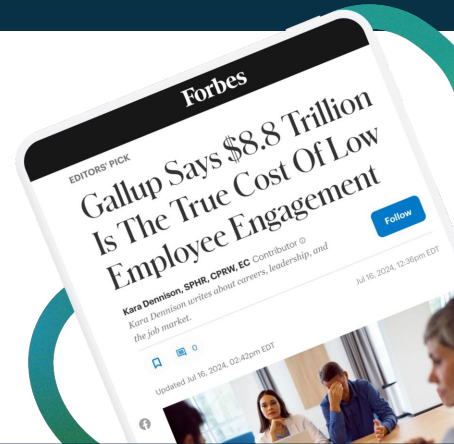 Forbes
EDITORS' PICK
Gallup Says $8.8 Trillion
Is The True Cost Of Low
Employee Engagement
Kara Dennison, SPHR, CPRW, EC Contributor
Kara Dennison writes about careers, leadership, and
the job market.
Follow
Jul 16, 2024, 12:36pm EDT
0
Updated Jul 16, 2024, 02:42pm EDT